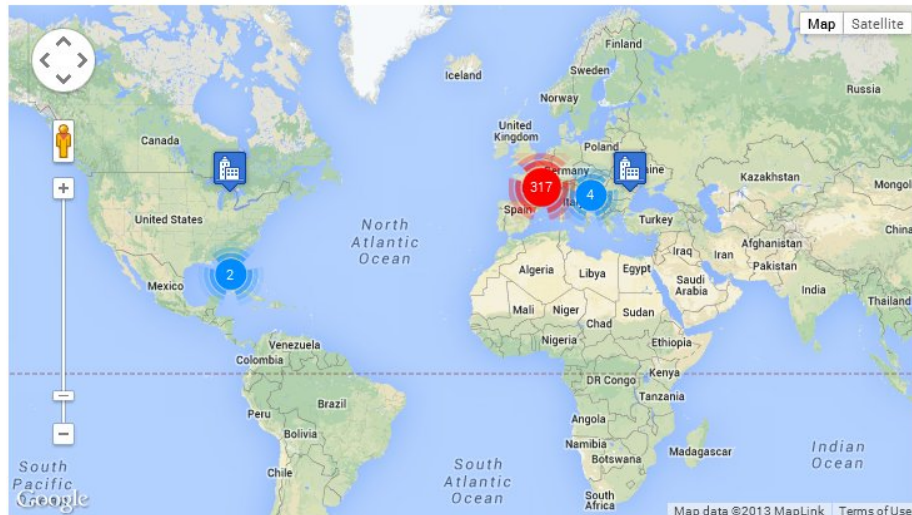 Map
Satellite
Finland
Iceland
Sweden
Russia
Norway
Canada
United
Kingdom
Poland
Germany
317
4
Kazakhstan
Spain
United States
North
Atlantic
Ocean
Turkey
Mongol
China
Iraq
Iran
Afghanistan
Pakistan
2
Mexico
Algeria
Libya
Egypt
Saudi
Arabia
India
Thailand
Mali
Niger
Chad
Sudan
Nigeria
Ethiopia
Venezuela
Colombia
Kenya
DR Congo
Tanzania
Brazil
Peru
Angola
Bolivia
Namibia
Botswana
Madagascar
Indian
Ocean
South
Pacific
Chile
South
Atlantic
Ocean
South
Africa
Google
Map data ©2013 MapLink
Terms of Use